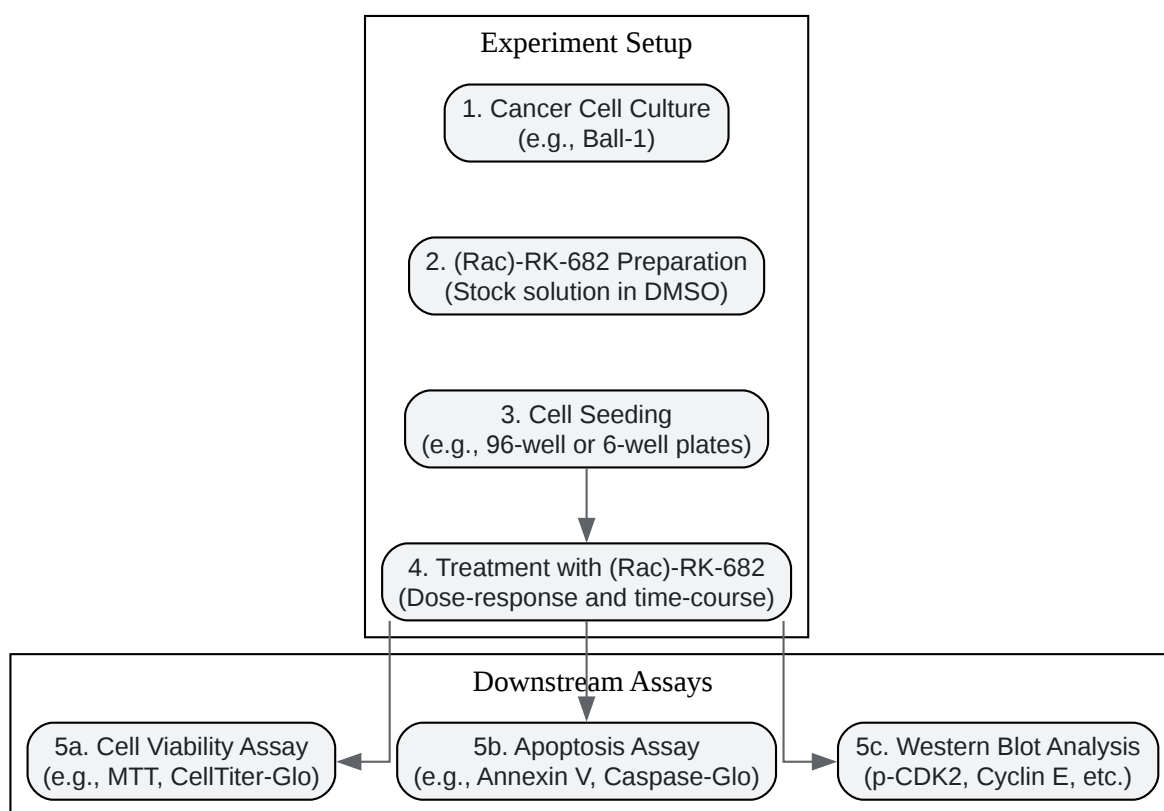 Experiment Setup
1. Cancer Cell Culture
(e.g., Ball-1)
2. (Rac)-RK-682 Preparation
(Stock solution in DMSO)
3. Cell Seeding
(e.g., 96-well or 6-well plates)
4. Treatment with (Rac)-RK-682
(Dose-response and time-course)
Downstream Assays
5a. Cell Viability Assay
(e.g., MTT, CellTiter-Glo)
5b. Apoptosis Assay
(e.g., Annexin V, Caspase-Glo)
5c. Western Blot Analysis
(p-CDK2, Cyclin E, etc.)